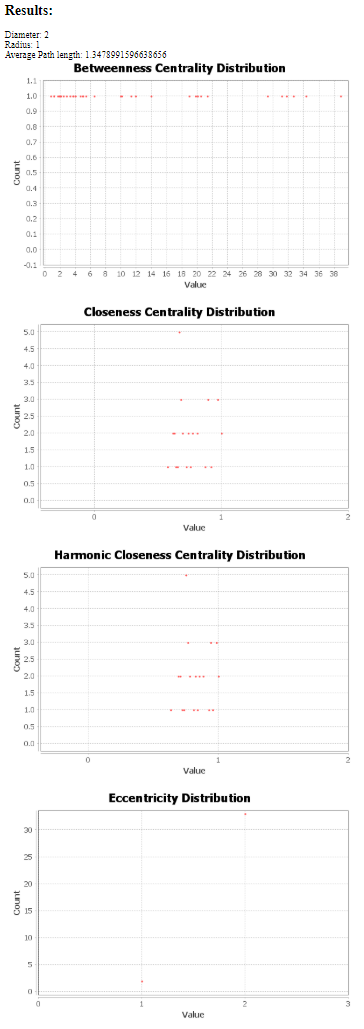 Results:
Diameter: 2
Radius: 1
Average Path length: 1.3478991596638656
Betweenness Centrality Distribution
1.1
1.0
0.9
0.8
0.7
0.6
0.5
0.4
0.3
0.2
0.1
0.0
-0.1
Count
0 2 4 6 8 10 12 14 16 18 20 22 24 26 28 30 32 34 36 38
Value
Closeness Centrality Distribution
5.0
4.5
4.0
3.5
3.0
2.5
2.0
1.5
1.0
0.5
0.0
Count
0 1 2
Value
Harmonic Closeness Centrality Distribution
5.0
4.5
4.0
3.5
3.0
2.5
2.0
1.5
1.0
0.5
0.0
Count
0 1 2
Value
Eccentricity Distribution
30
25
20
15
10
5
0
Count
0 1 2 3
Value